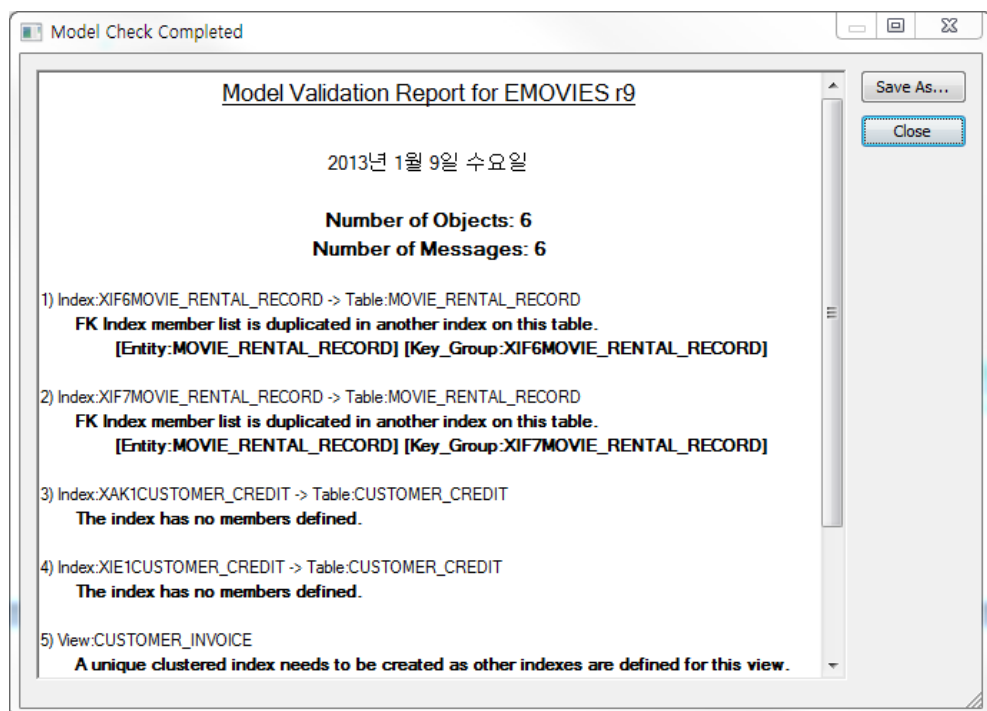 Model Check Completed
Save As...
Close
Model Validation Report for EMOVIES r9
2013년 1월 9일 수요일
Number of Objects: 6
Number of Messages: 6
1) Index:XIF6MOVIE_RENTAL_RECORD -> Table:MOVIE_RENTAL_RECORD
FK Index member list is duplicated in another index on this table.
[Entity:MOVIE_RENTAL_RECORD] [Key_Group:XIF6MOVIE_RENTAL_RECORD]
2) Index:XIF7MOVIE_RENTAL_RECORD -> Table:MOVIE_RENTAL_RECORD
FK Index member list is duplicated in another index on this table.
[Entity:MOVIE_RENTAL_RECORD] [Key_Group:XIF7MOVIE_RENTAL_RECORD]
3) Index:XAK1CUSTOMER_CREDIT -> Table:CUSTOMER_CREDIT
The index has no members defined.
4) Index:XIE1CUSTOMER_CREDIT -> Table:CUSTOMER_CREDIT
The index has no members defined.
5) View:CUSTOMER_INVOICE
A unique clustered index needs to be created as other indexes are defined for this view.